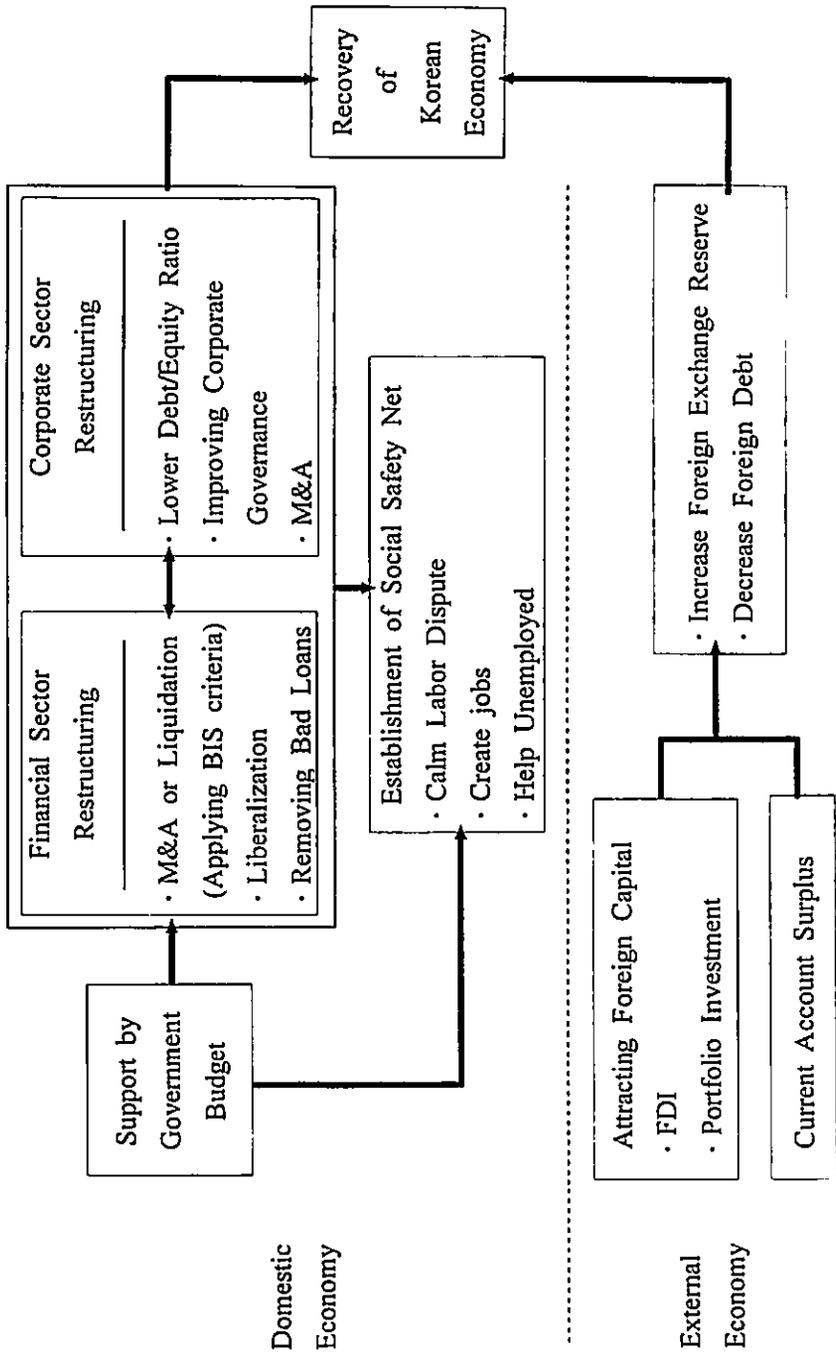 Domestic
Economy
Support by
Government
Budget
Financial Sector
Restructuring
· M&A or Liquidation
(Applying BIS criteria)
· Liberalization
· Removing Bad Loans
Corporate Sector
Restructuring
· Lower Debt/Equity Ratio
· Improving Corporate
Governance
· M&A
Establishment of Social Safety Net
· Calm Labor Dispute
· Create jobs
· Help Unemployed
Recovery
of
Korean
Economy
External
Economy
Attracting Foreign Capital
· FDI
· Portfolio Investment
Current Account Surplus
· Increase Foreign Exchange Reserve
· Decrease Foreign Debt